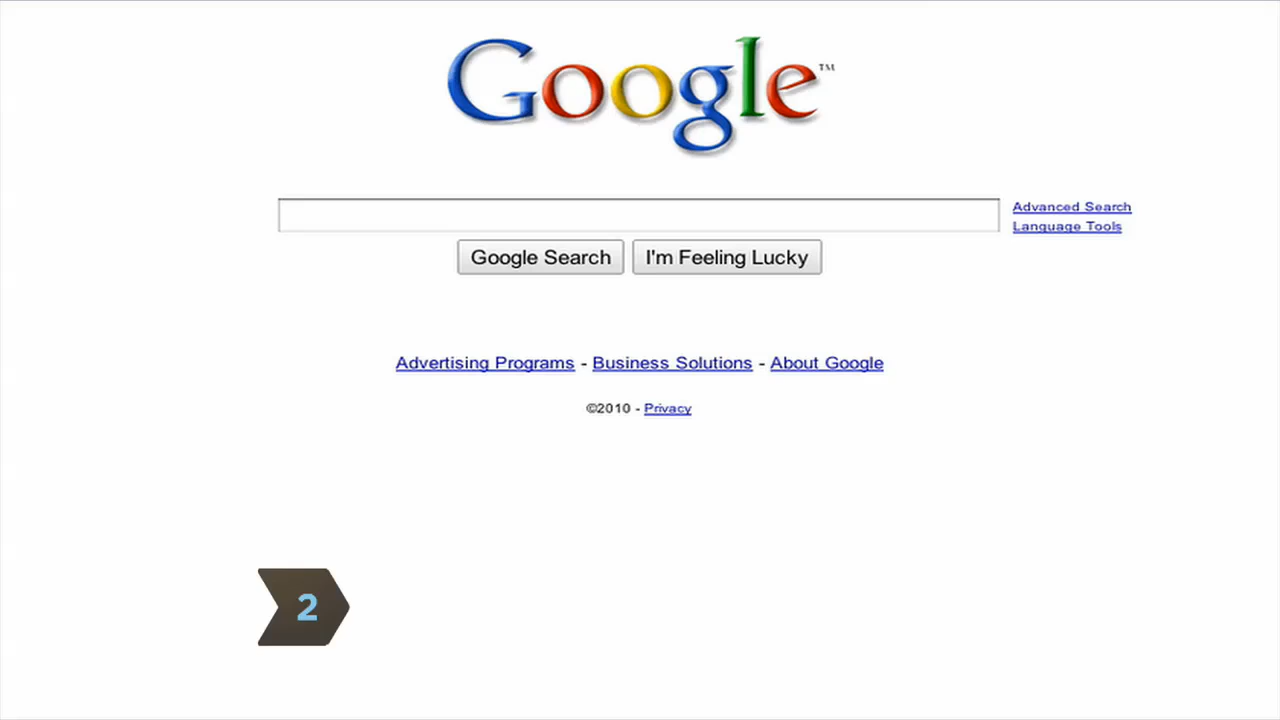 Google™
Advanced Search
Language Tools
Google Search I'm Feeling Lucky
Advertising Programs - Business Solutions - About Google
©2010 - Privacy
2